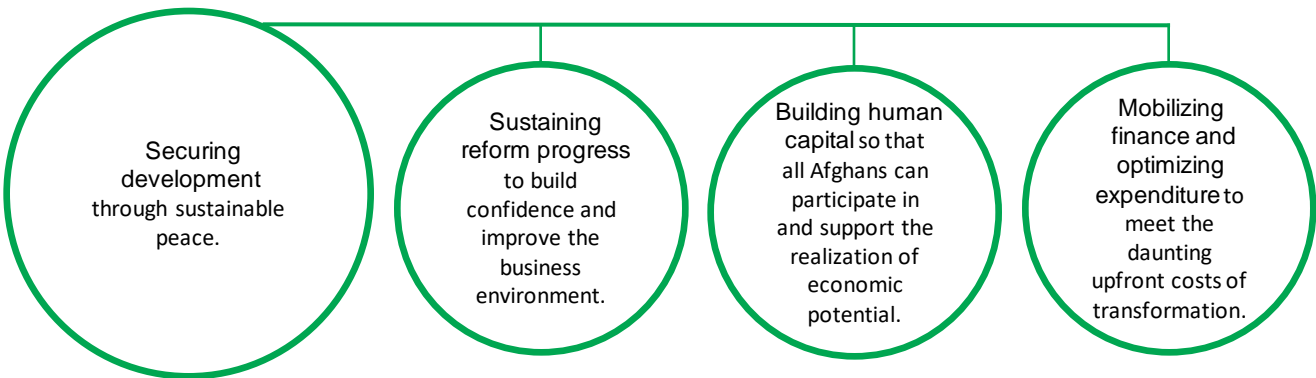 Securing
development
through sustainable
peace.
Sustaining
reform progress
to build
confidence and
improve the
business
environment.
Building human
capital so that
all Afghans can
participate in
and support the
realization of
economic
potential.
Mobilizing
finance and
optimizing
expenditure to
meet the
daunting
upfront costs of
transformation.